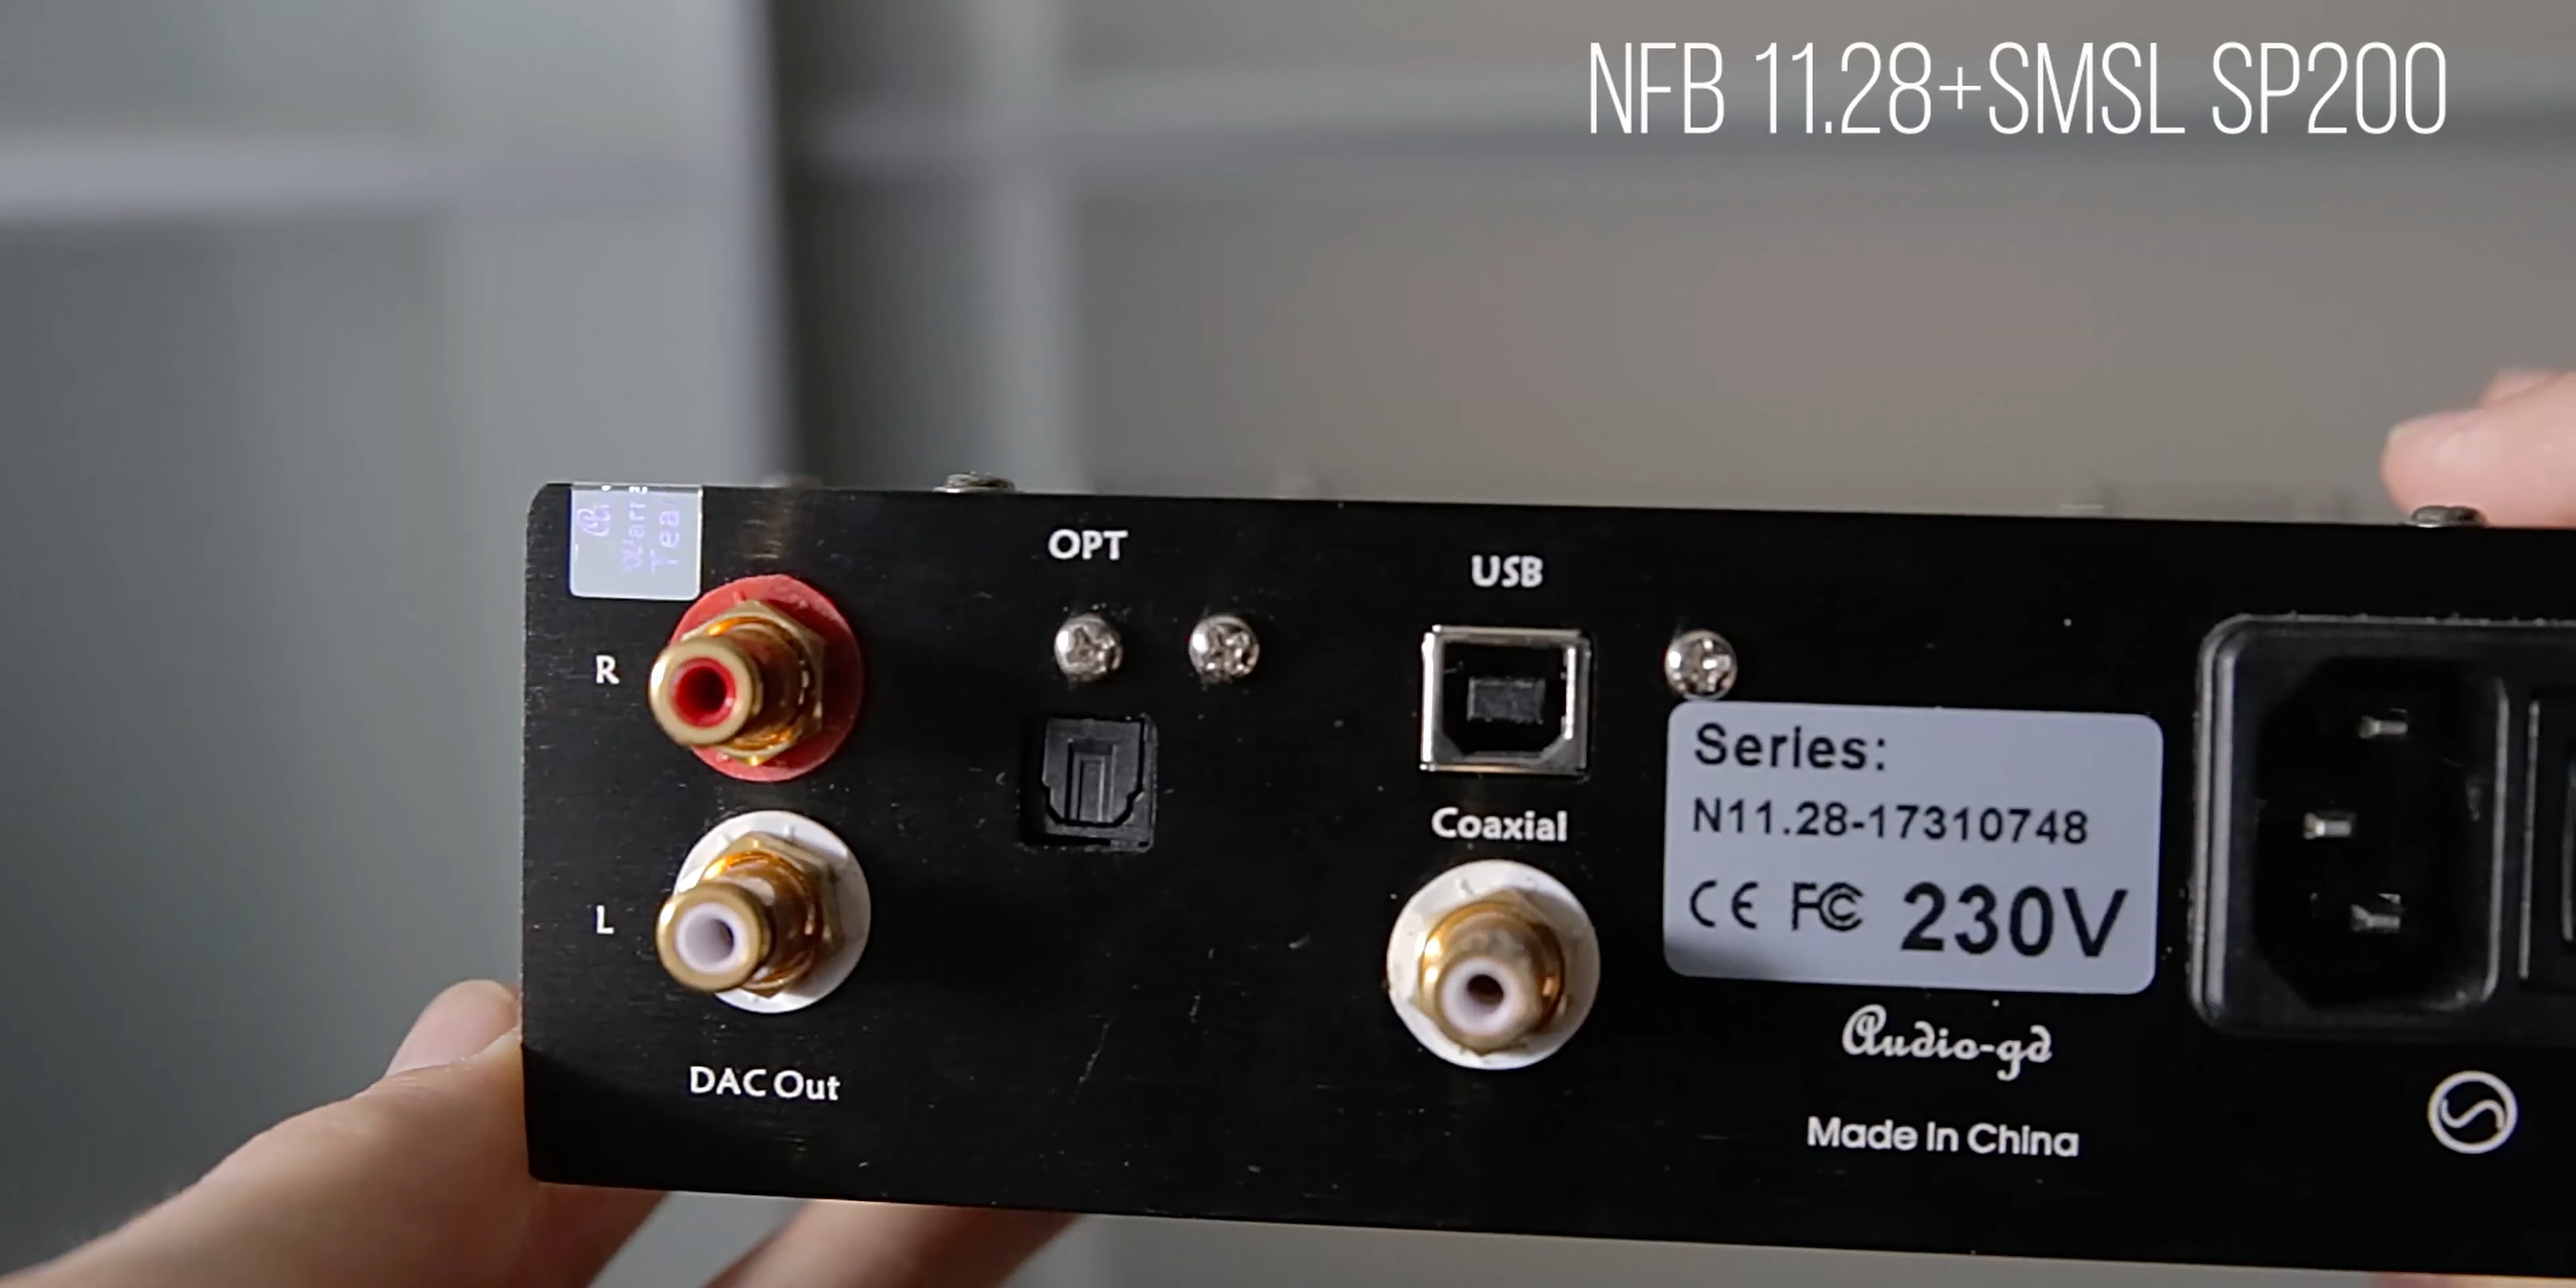 NFB 11.28+SMSL SP200
OPT
USB
R
Series:
N11.28-17310748
Coaxial
CE FC 230V
L
Audio-gd
DAC Out
Made In China